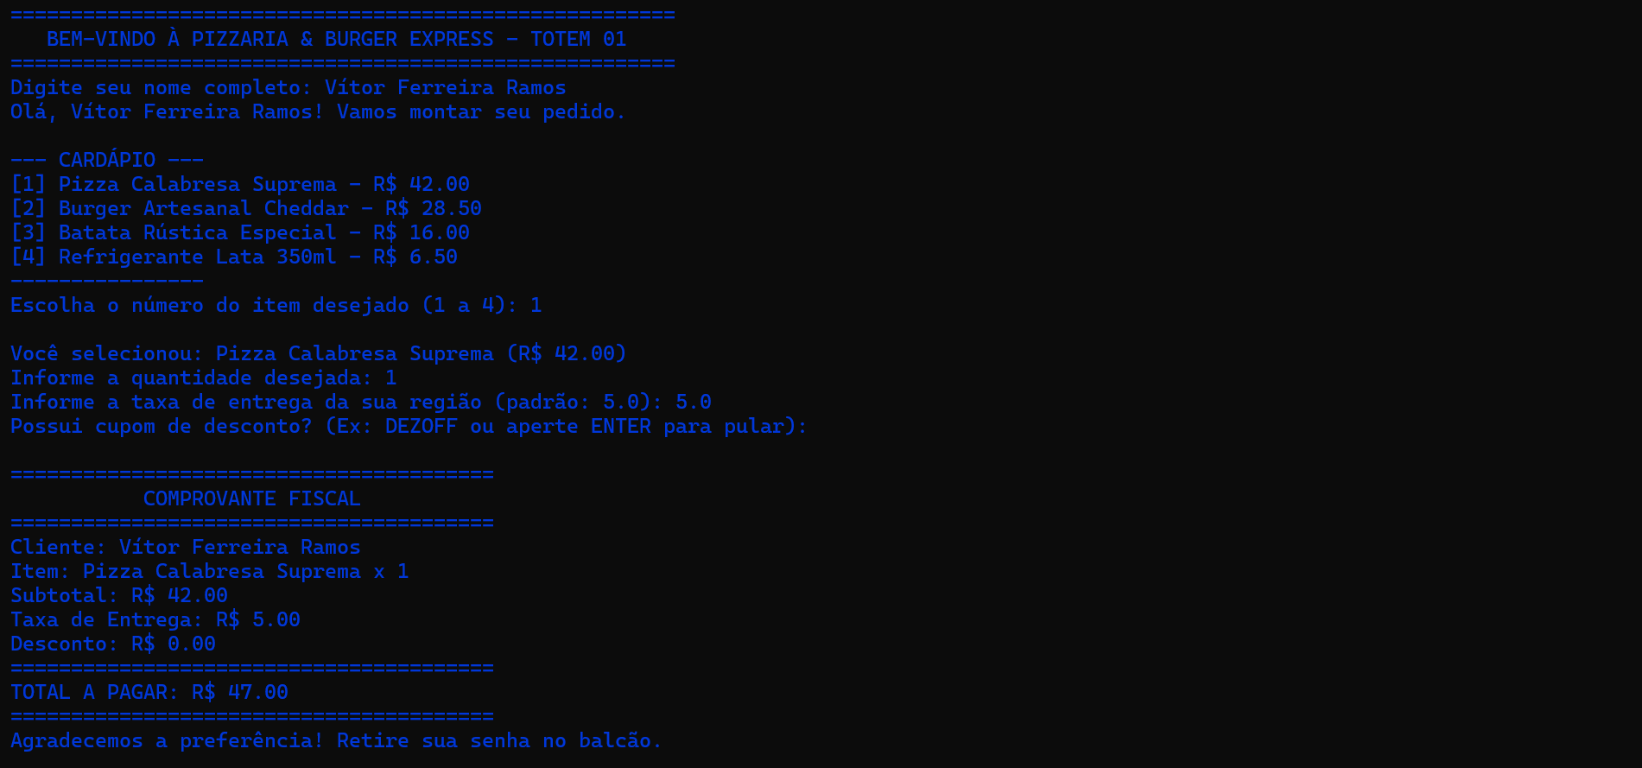 =======================================================
   BEM-VINDO À PIZZARIA & BURGER EXPRESS - TOTEM 01
=======================================================
Digite seu nome completo: Vítor Ferreira Ramos
Olá, Vítor Ferreira Ramos! Vamos montar seu pedido.

--- CARDÁPIO ---
[1] Pizza Calabresa Suprema - R$ 42.00
[2] Burger Artesanal Cheddar - R$ 28.50
[3] Batata Rústica Especial - R$ 16.00
[4] Refrigerante Lata 350ml - R$ 6.50
----------------
Escolha o número do item desejado (1 a 4): 1

Você selecionou: Pizza Calabresa Suprema (R$ 42.00)
Informe a quantidade desejada: 1
Informe a taxa de entrega da sua região (padrão: 5.0): 5.0
Possui cupom de desconto? (Ex: DEZOFF ou aperte ENTER para pular):

========================================
           COMPROVANTE FISCAL
========================================
Cliente: Vítor Ferreira Ramos
Item: Pizza Calabresa Suprema x 1
Subtotal: R$ 42.00
Taxa de Entrega: R$ 5.00
Desconto: R$ 0.00
========================================
TOTAL A PAGAR: R$ 47.00
========================================
Agradecemos a preferência! Retire sua senha no balcão.